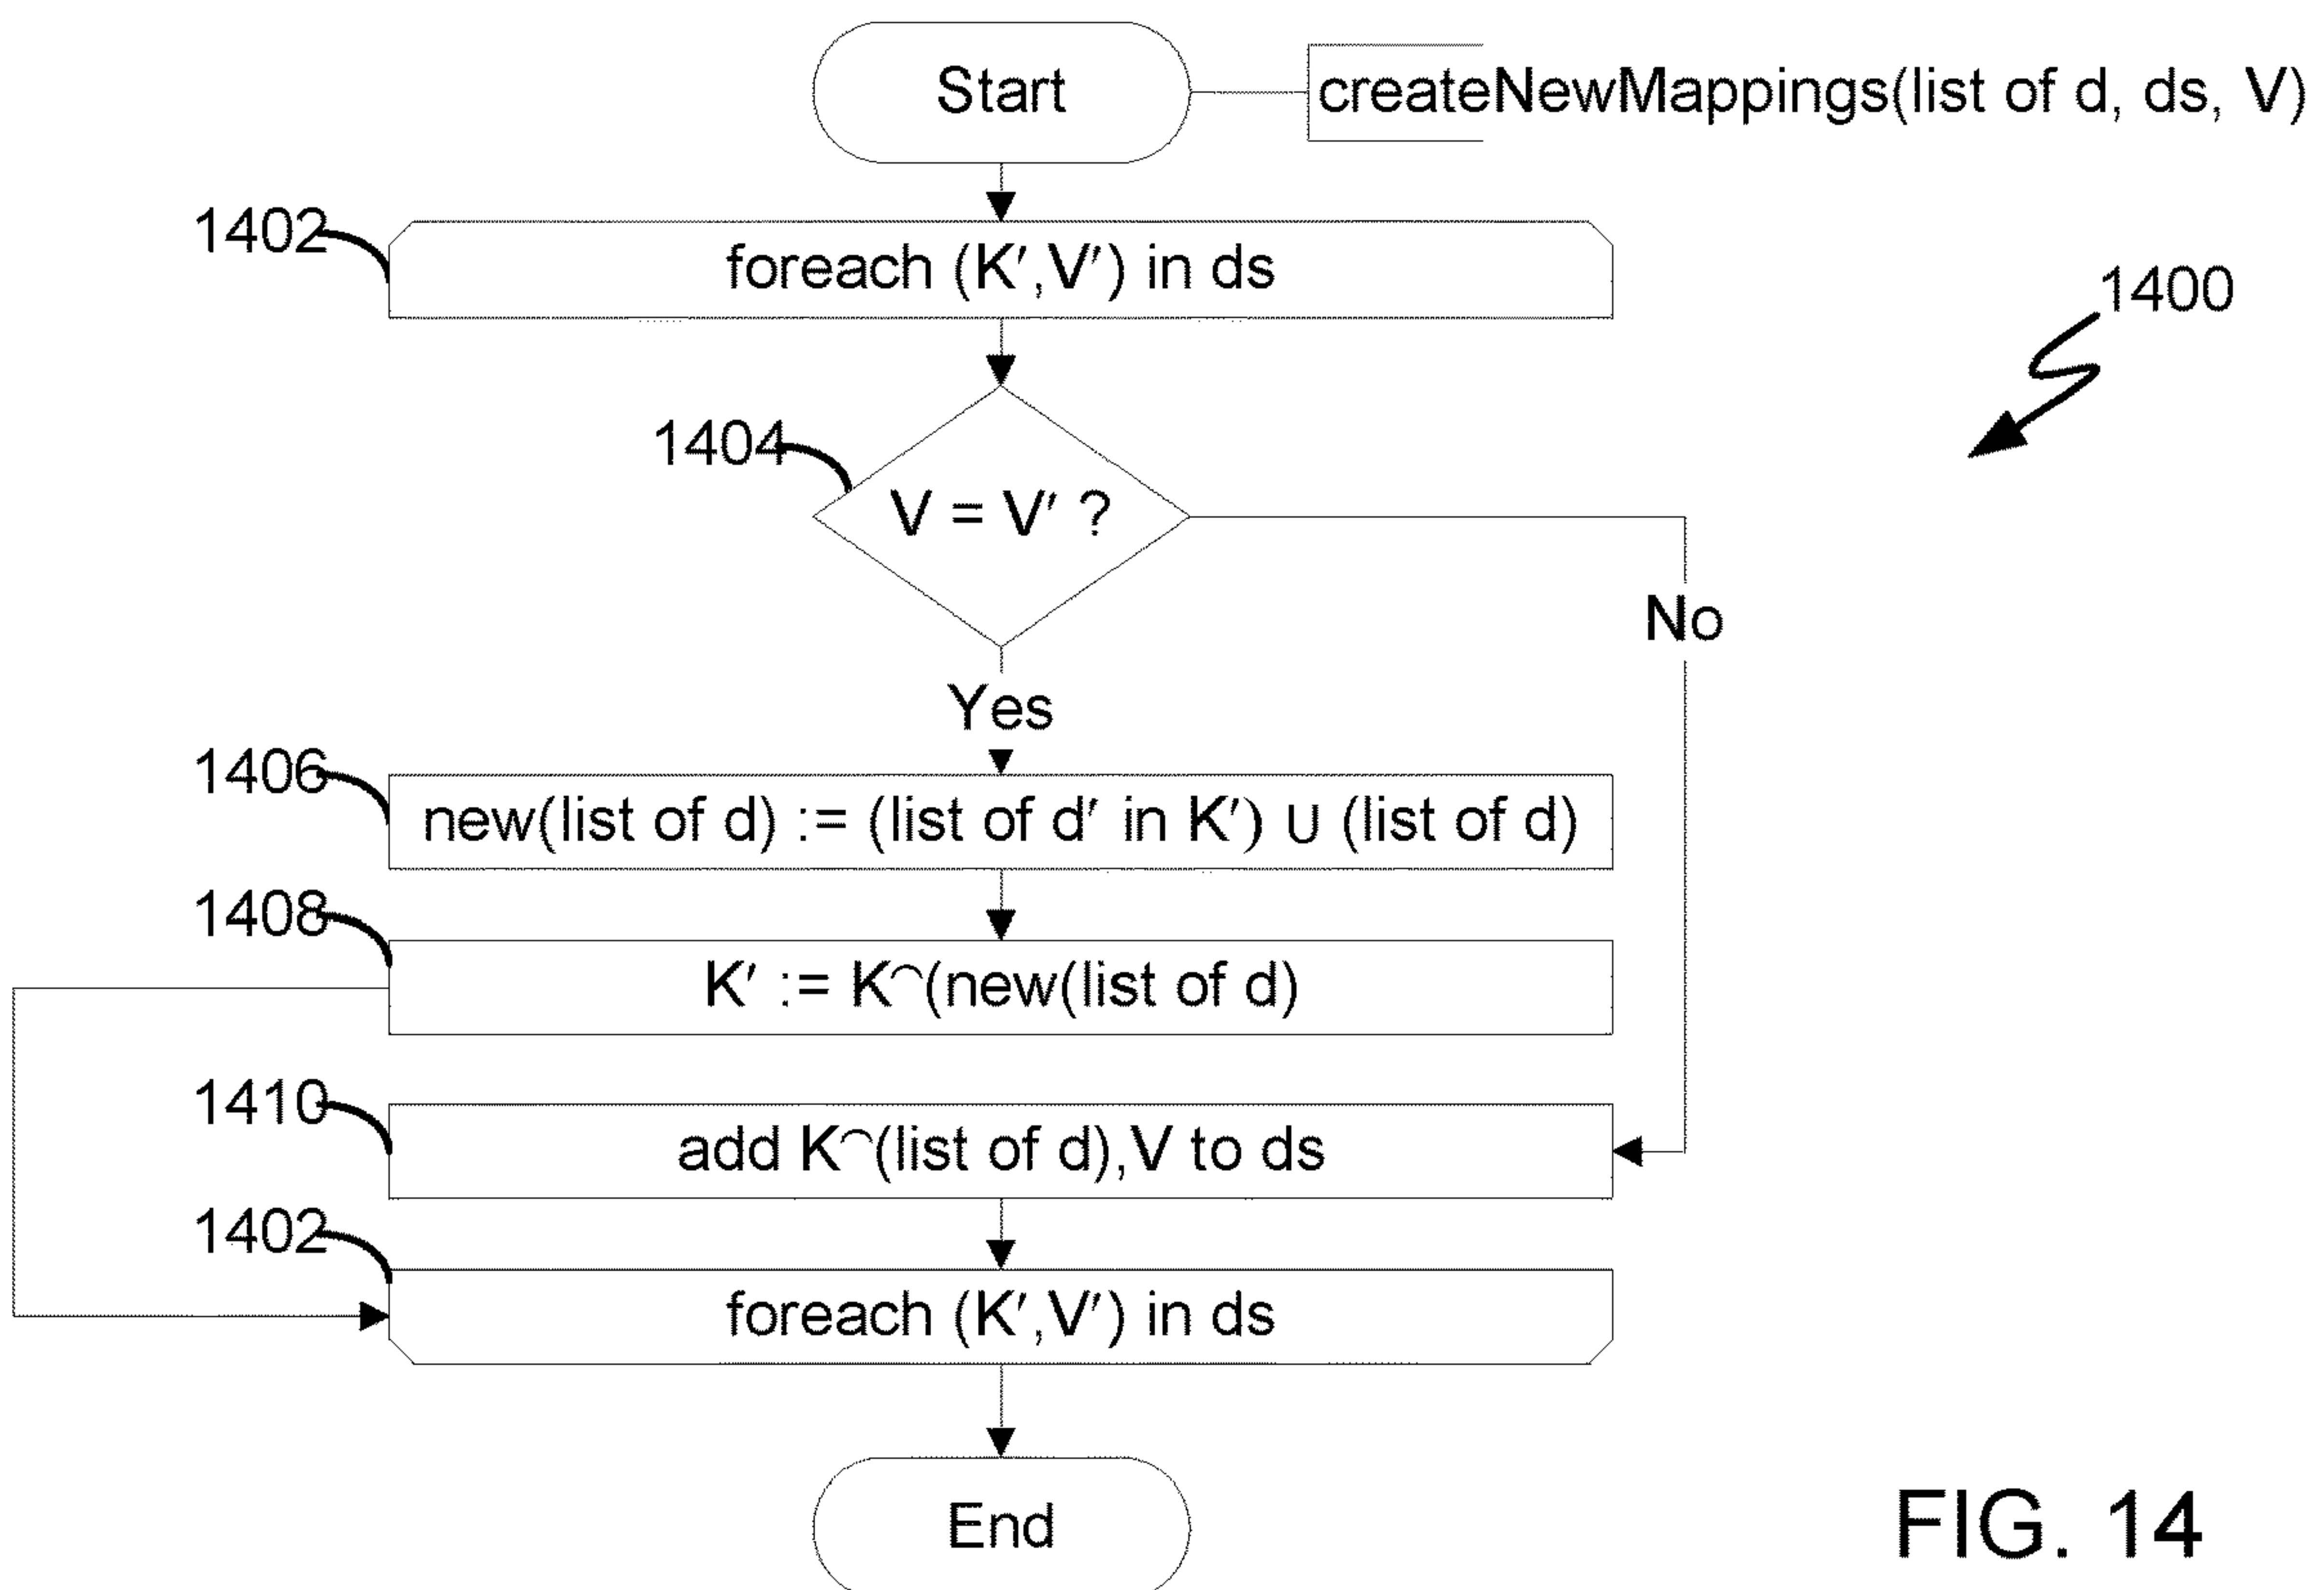 Start
createNewMappings(list of d, ds, V)
1402
foreach (K′,V′) in ds
1400
1404
V = V′ ?
No
Yes
1406
new(list of d) := (list of d′ in K′) ∪ (list of d)
1408
K′ := K⌒(new(list of d)
1410
add K⌒(list of d),V to ds
1402
foreach (K′,V′) in ds
End
FIG. 14